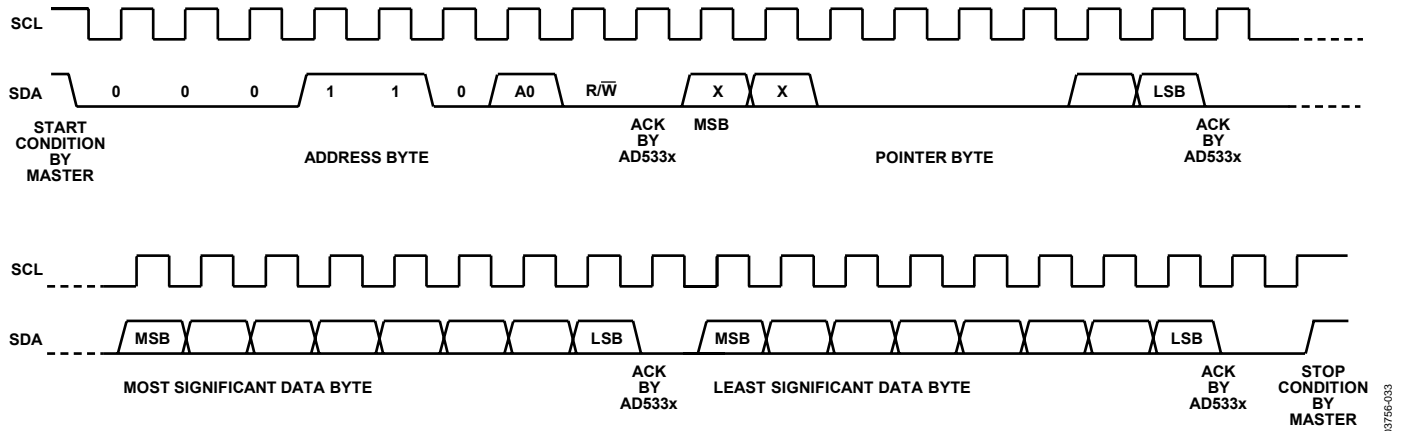 SCL
SDA 0 0 0 1 1 0 A0 R/W̅ X X LSB
START CONDITION BY MASTER
ADDRESS BYTE
ACK BY AD533x
MSB
POINTER BYTE
ACK BY AD533x
SCL
SDA MSB LSB MSB LSB
MOST SIGNIFICANT DATA BYTE
ACK BY AD533x
LEAST SIGNIFICANT DATA BYTE
ACK BY AD533x
STOP CONDITION BY MASTER
03756-033